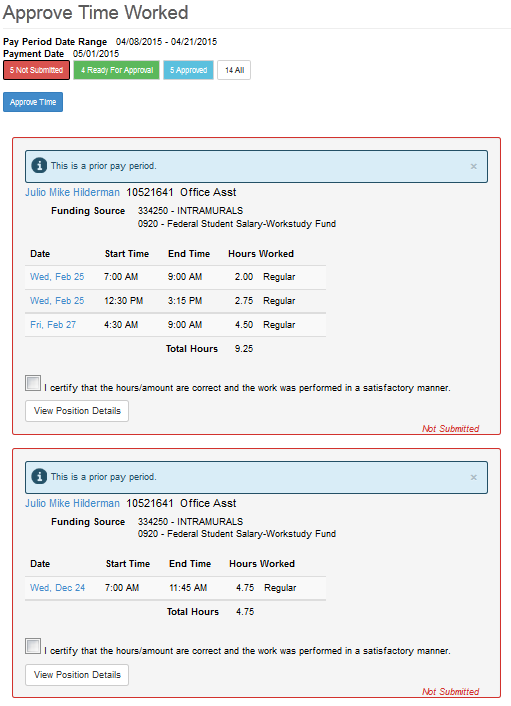 Approve Time Worked
Pay Period Date Range 04/08/2015 - 04/21/2015
Payment Date 05/01/2015
5 Not Submitted 4 Ready For Approval 5 Approved 14 All
Approve Time
This is a prior pay period. ×
Julio Mike Hilderman 10521641 Office Asst
Funding Source 334250 - INTRAMURALS
0920 - Federal Student Salary-Workstudy Fund
Date Start Time End Time Hours Worked
Wed, Feb 25 7:00 AM 9:00 AM 2.00 Regular
Wed, Feb 25 12:30 PM 3:15 PM 2.75 Regular
Fri, Feb 27 4:30 AM 9:00 AM 4.50 Regular
Total Hours 9.25
I certify that the hours/amount are correct and the work was performed in a satisfactory manner.
View Position Details
Not Submitted
This is a prior pay period. ×
Julio Mike Hilderman 10521641 Office Asst
Funding Source 334250 - INTRAMURALS
0920 - Federal Student Salary-Workstudy Fund
Date Start Time End Time Hours Worked
Wed, Dec 24 7:00 AM 11:45 AM 4.75 Regular
Total Hours 4.75
I certify that the hours/amount are correct and the work was performed in a satisfactory manner.
View Position Details
Not Submitted